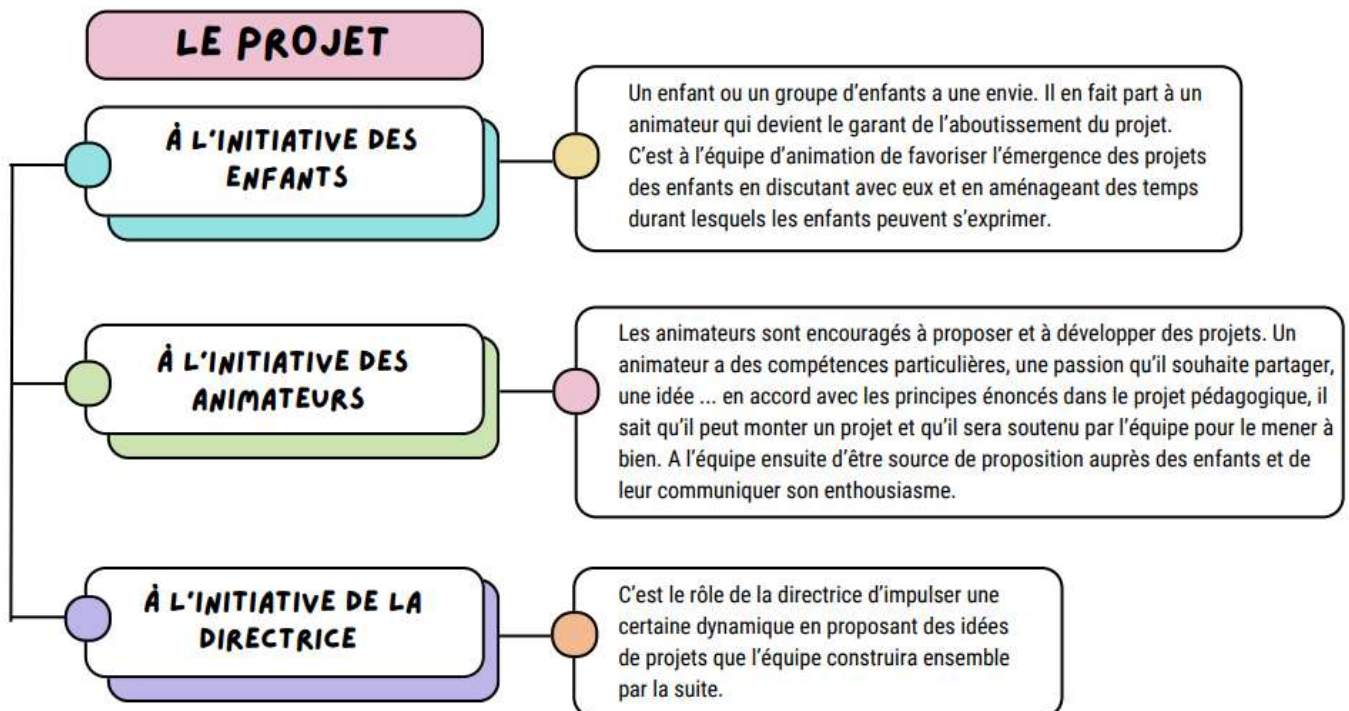 LE PROJET
À L'INITIATIVE DES
ENFANTS
Un enfant ou un groupe d'enfants a une envie. Il en fait part à un
animateur qui devient le garant de l'aboutissement du projet.
C'est à l'équipe d'animation de favoriser l'émergence des projets
des enfants en discutant avec eux et en aménageant des temps
durant lesquels les enfants peuvent s'exprimer.
À L'INITIATIVE DES
ANIMATEURS
Les animateurs sont encouragés à proposer et à développer des projets. Un
animateur a des compétences particulières, une passion qu'il souhaite partager,
une idée ... en accord avec les principes énoncés dans le projet pédagogique, il
sait qu'il peut monter un projet et qu'il sera soutenu par l'équipe pour le mener à
bien. A l'équipe ensuite d'être source de proposition auprès des enfants et de
leur communiquer son enthousiasme.
À L'INITIATIVE DE LA
DIRECTRICE
C'est le rôle de la directrice d'impulser une
certaine dynamique en proposant des idées
de projets que l'équipe construira ensemble
par la suite.